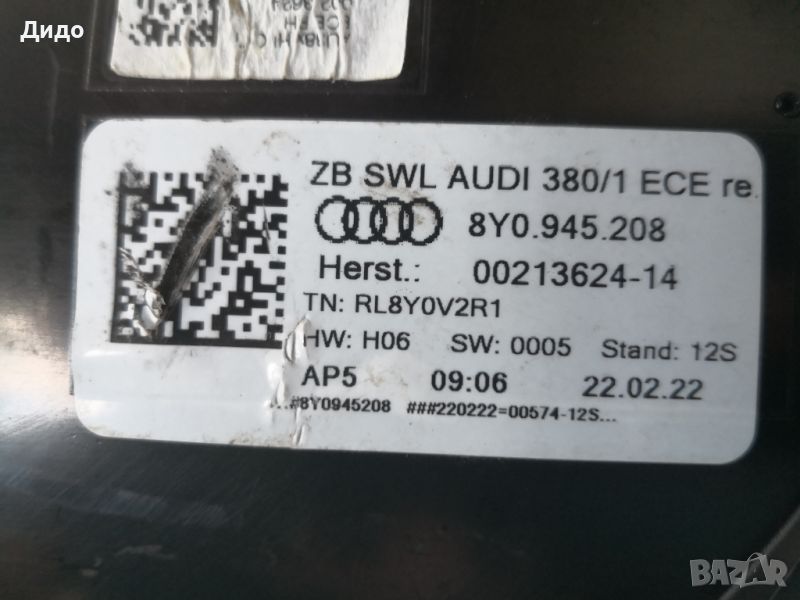 Дидо
ZB SWL AUDI 380/1 ECE re.
8Y0.945.208
Herst.: 00213624-14
TN: RL8Y0V2R1
HW: H06 SW: 0005 Stand: 12S
AP5 09:06 22.02.22
#8Y0945208 ###220222=00574-12S...
BAZAR